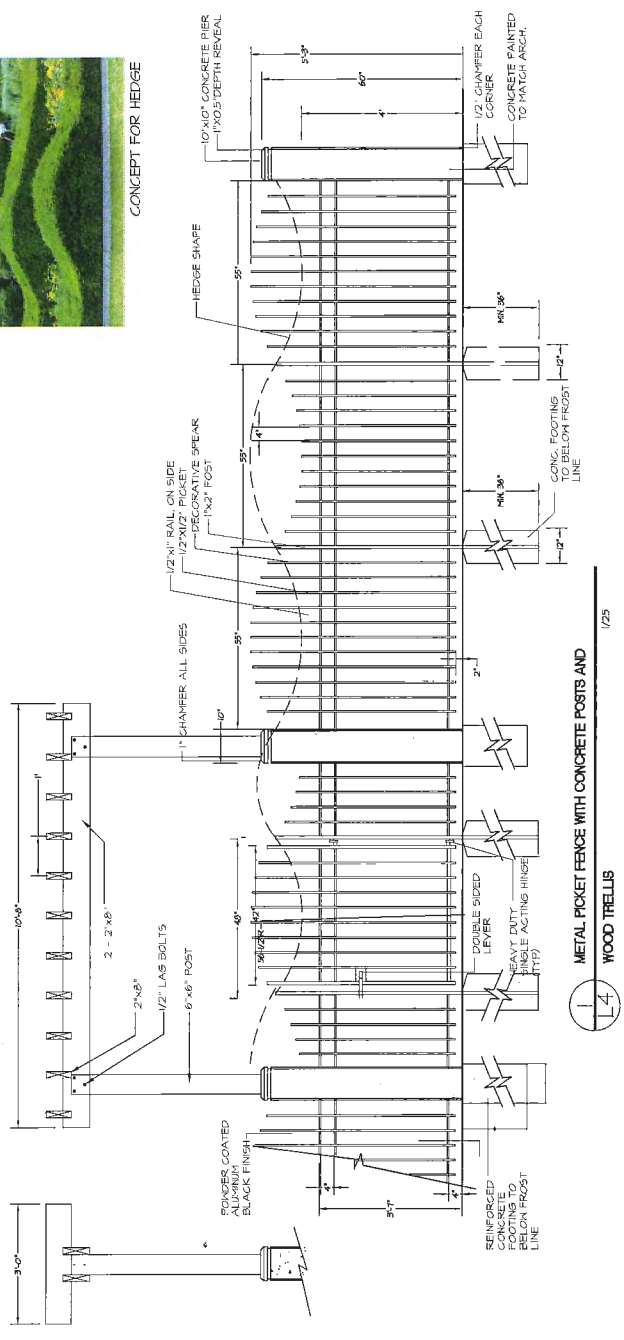 CONCEPT FOR HEDGE
3'-0"
10'-8"
1'
2 - 2"x8"
2"x8"
1/2" LAG BOLTS
6"x6" POST
1" CHAMFER ALL SIDES
10"
1/2"x1" RAIL, ON SIDE
1/2"x1/2" PICKET
DECORATIVE SPEAR
1"x2" POST
HEDGE SHAPE
10"x10" CONCRETE PIER
1"x0.5"DEPTH REVEAL
55"
55"
55"
4"
5'-3"
60"
4'
1/2" CHAMFER EACH
CORNER
CONCRETE PAINTED
TO MATCH ARCH.
POWDER COATED
ALUMINUM
BLACK FINISH
4"
3'-7"
4"
48"
42"
DOUBLE SIDED
LEVER
HEAVY DUTY
SINGLE ACTING HINGE
(TYP)
2"
MIN. 36"
MIN. 36"
12"
12"
CONC. FOOTING
TO BELOW FROST
LINE
REINFORCED
CONCRETE
FOOTING TO
BELOW FROST
LINE
1
L4
METAL PICKET FENCE WITH CONCRETE POSTS AND
WOOD TRELLIS
1/25